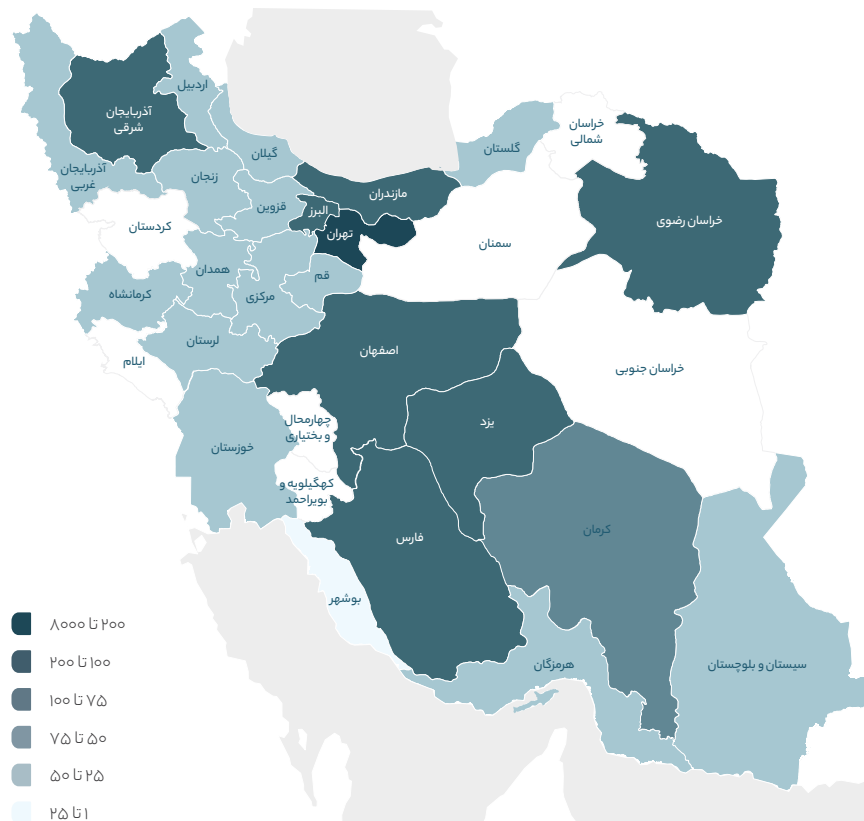 اردبیل
آذربایجان
شرقی
خراسان
شمالی
گلستان
گیلان
آذربایجان
غربی
زنجان
مازندران
قزوین
البرز
خراسان رضوی
کردستان
تهران
سمنان
همدان
قم
کرمانشاه
مرکزی
لرستان
اصفهان
ایلام
خراسان جنوبی
چهارمحال
و بختیاری
یزد
خوزستان
کهگیلویه و
بویراحمد
کرمان
فارس
بوشهر
هرمزگان
سیستان و بلوچستان
۲۰۰ تا ۸۰۰۰
۱۰۰ تا ۲۰۰
۷۵ تا ۱۰۰
۵۰ تا ۷۵
۲۵ تا ۵۰
۱ تا ۲۵